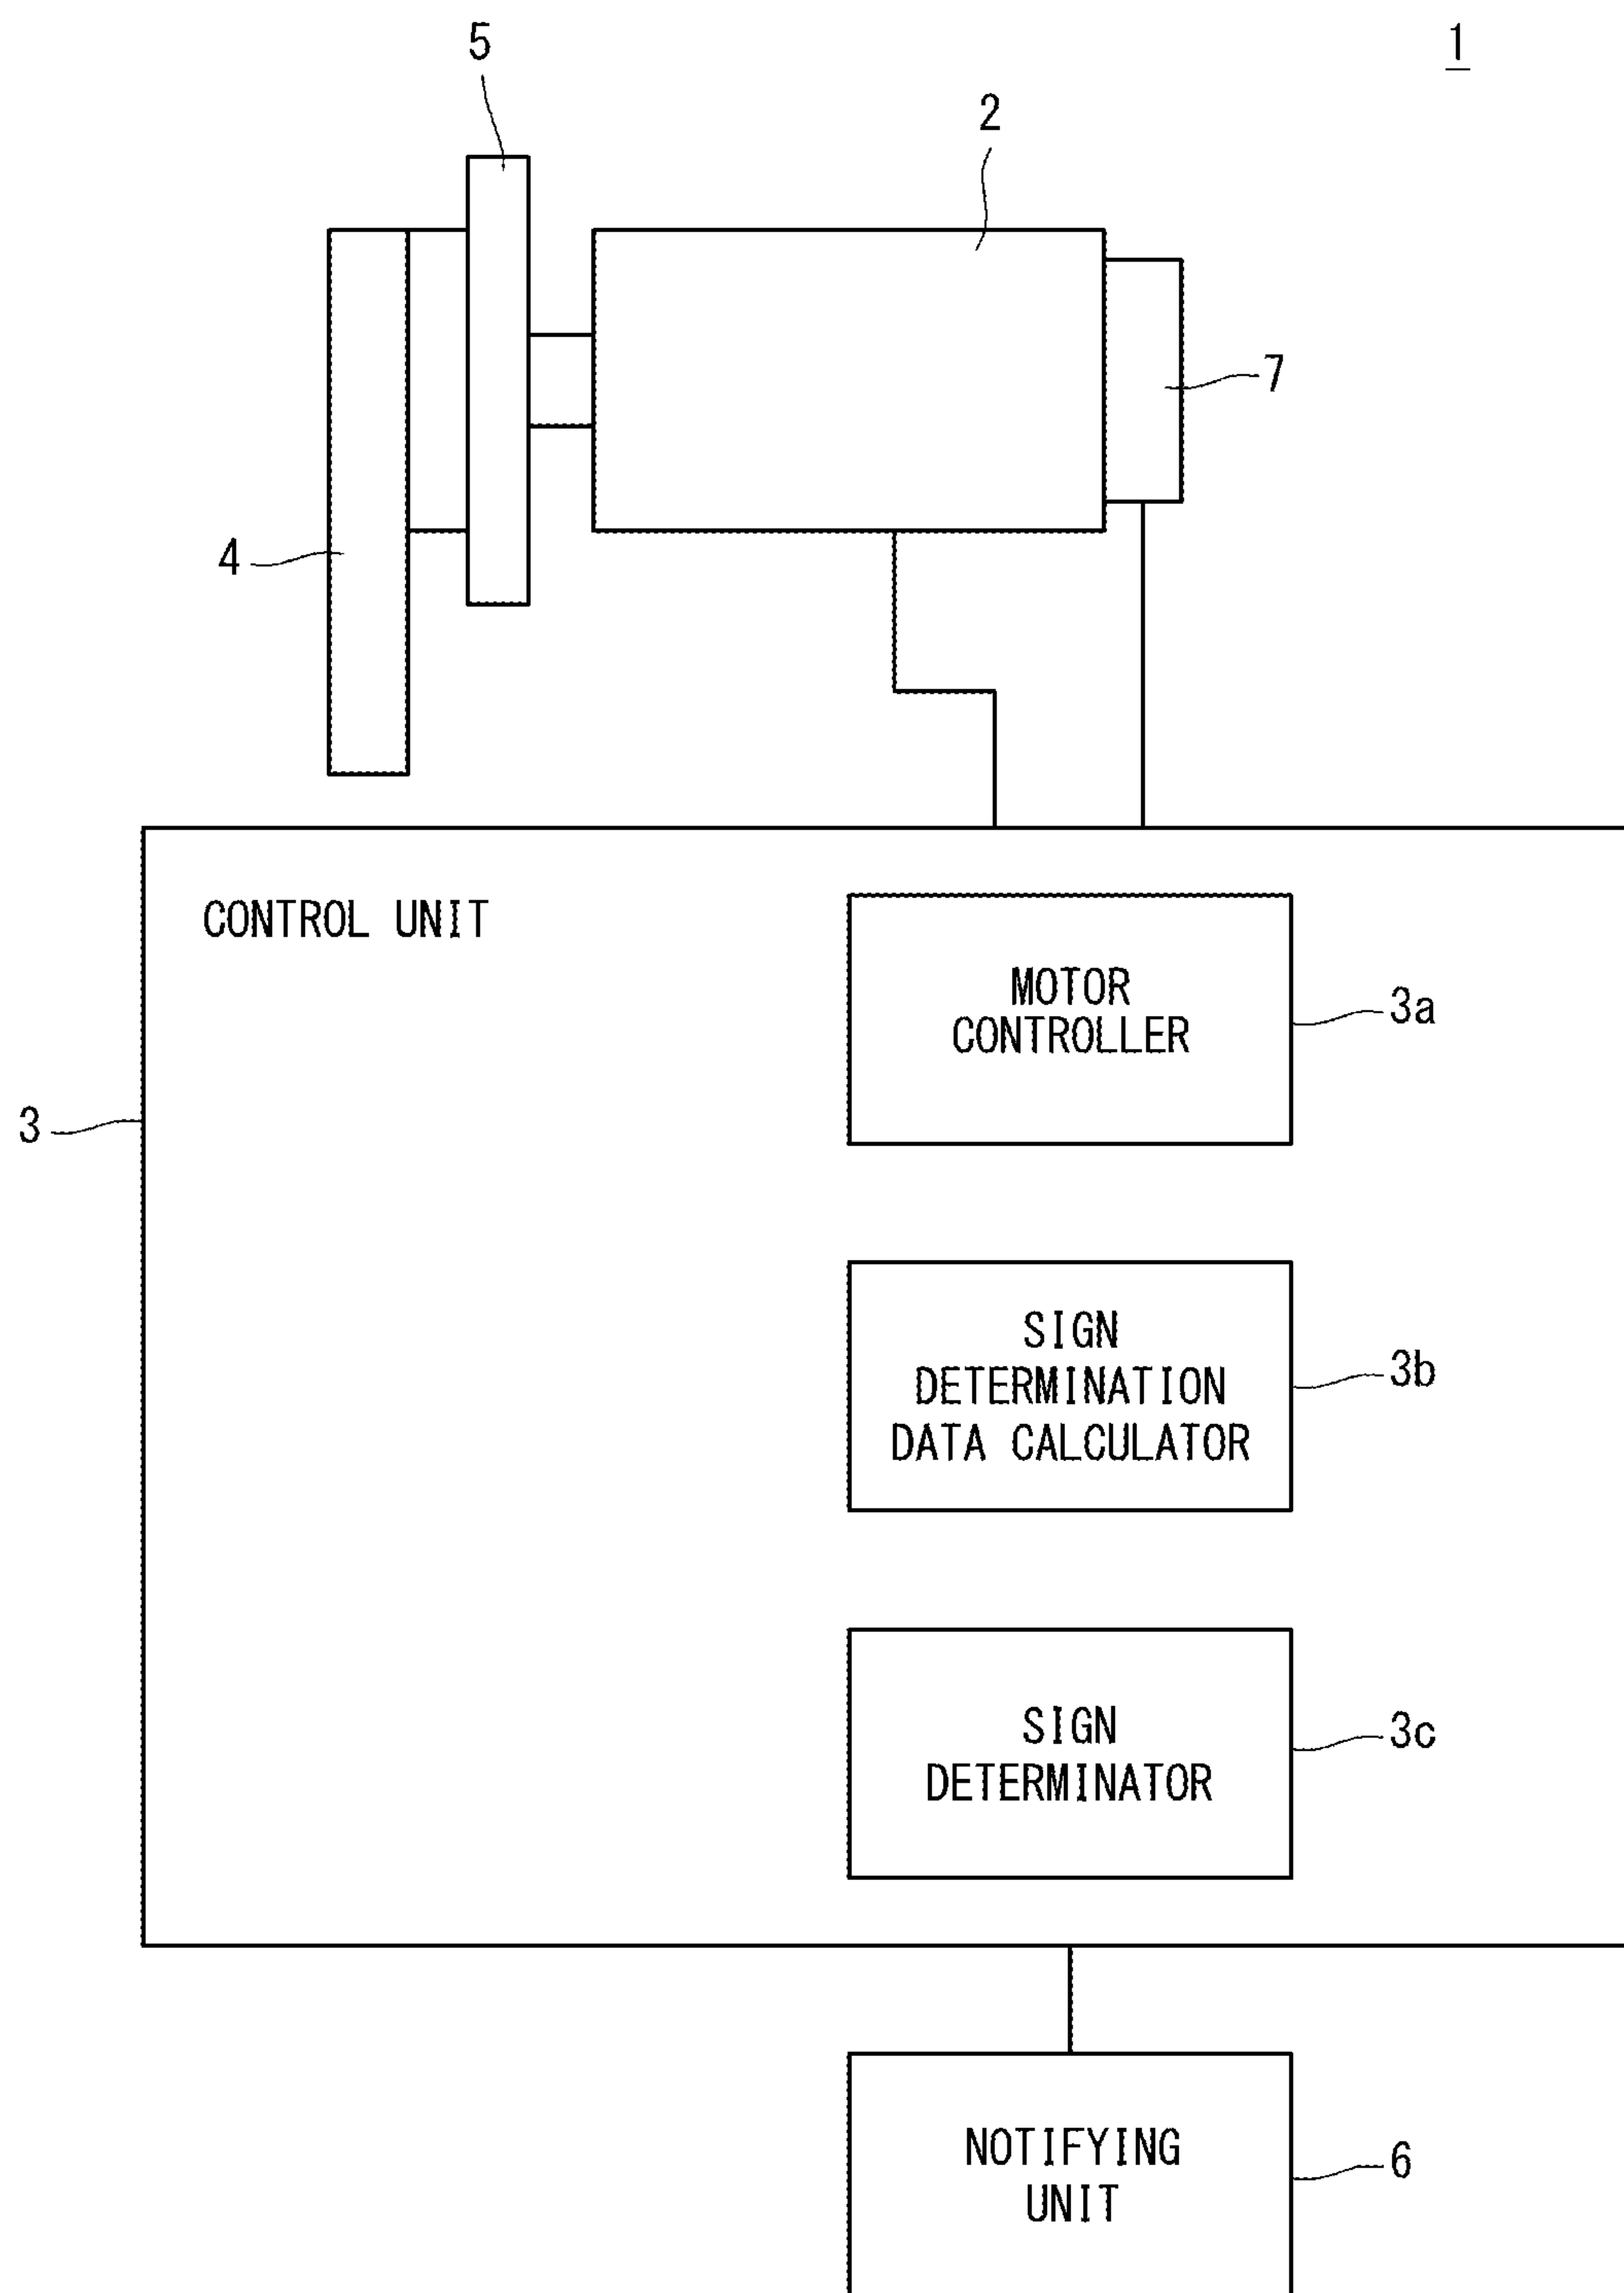 5
1
2
7
4
CONTROL UNIT
MOTOR
CONTROLLER
3a
3
SIGN
DETERMINATION
DATA CALCULATOR
3b
SIGN
DETERMINATOR
3c
NOTIFYING
UNIT
6